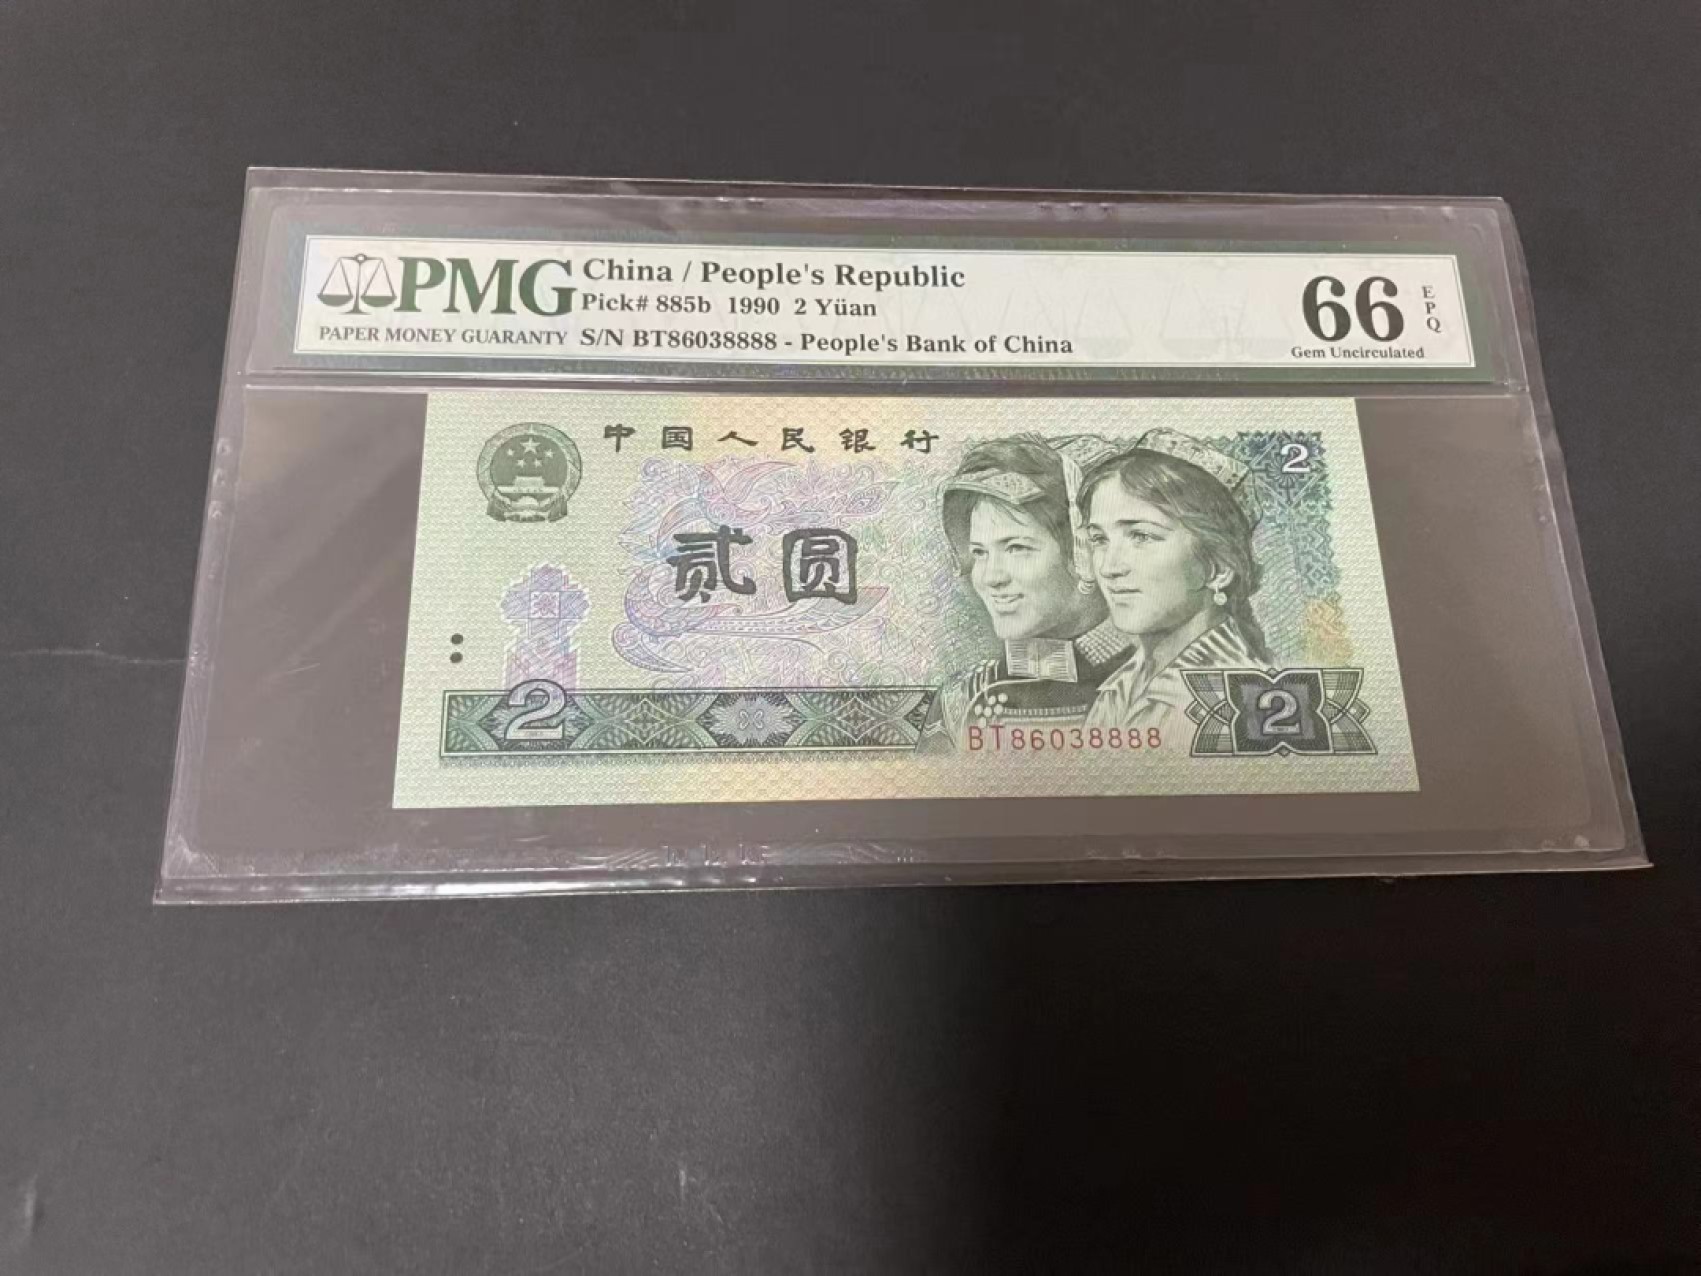 PMG
PAPER MONEY GUARANTY
China / People's Republic
Pick# 885b 1990 2 Yüan
S/N BT86038888 - People's Bank of China
66
EPQ
Gem Uncirculated
中国人民银行
2
贰圆
2
2
BT86038888